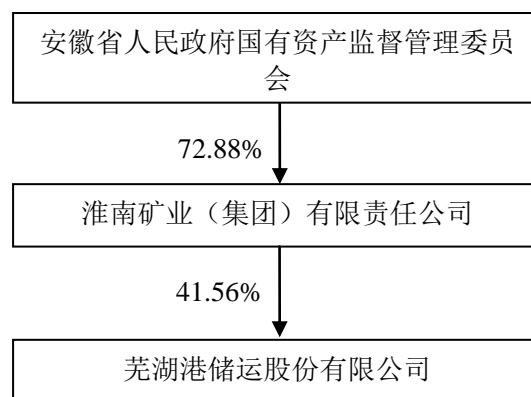 安徽省人民政府国有资产监督管理委员
会
72.88%
淮南矿业（集团）有限责任公司
41.56%
芜湖港储运股份有限公司